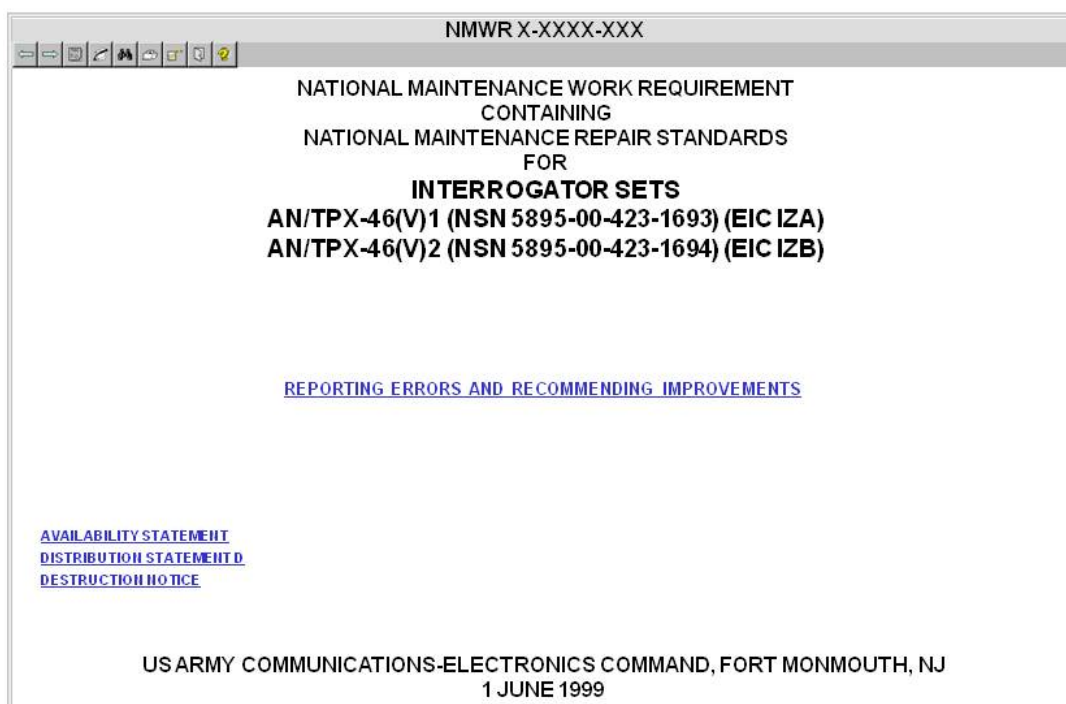 NMWR X-XXXX-XXX
NATIONAL MAINTENANCE WORK REQUIREMENT
CONTAINING
NATIONAL MAINTENANCE REPAIR STANDARDS
FOR
INTERROGATOR SETS
AN/TPX-46(V)1 (NSN 5895-00-423-1693) (EIC IZA)
AN/TPX-46(V)2 (NSN 5895-00-423-1694) (EIC IZB)
REPORTING ERRORS AND RECOMMENDING IMPROVEMENTS
AVAILABILITY STATEMENT
DISTRIBUTION STATEMENT D
DESTRUCTION NOTICE
US ARMY COMMUNICATIONS-ELECTRONICS COMMAND, FORT MONMOUTH, NJ
1 JUNE 1999